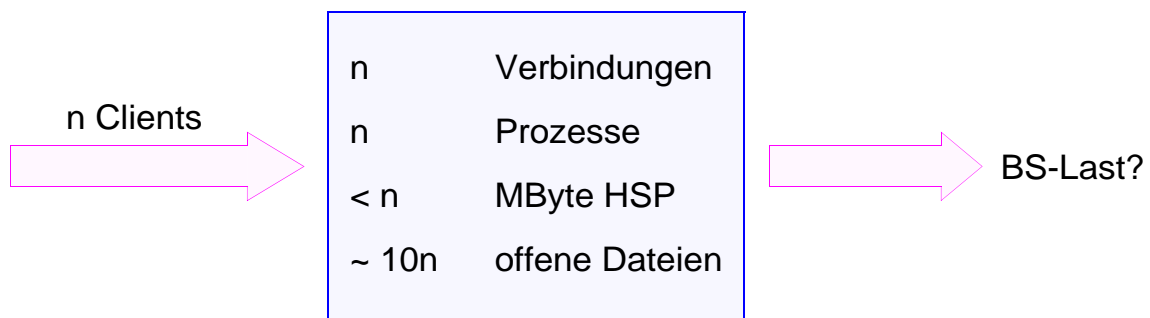 n Clients
n Verbindungen
n Prozesse
< n MByte HSP
~ 10n offene Dateien
BS-Last?